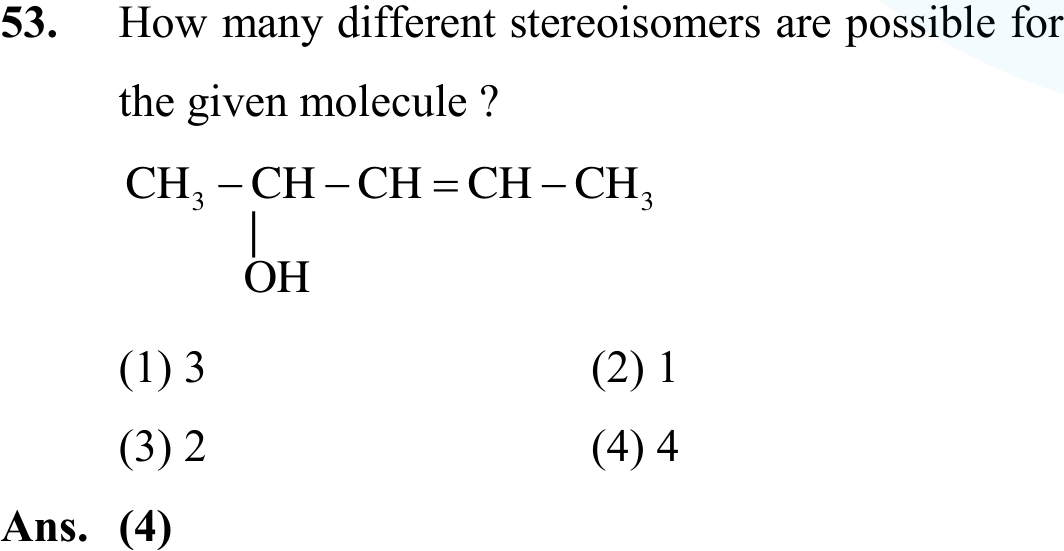 53. How many different stereoisomers are possible for
the given molecule ?
CH₃ – CH – CH = CH – CH₃
|
OH
(1) 3 (2) 1
(3) 2 (4) 4
Ans. (4)